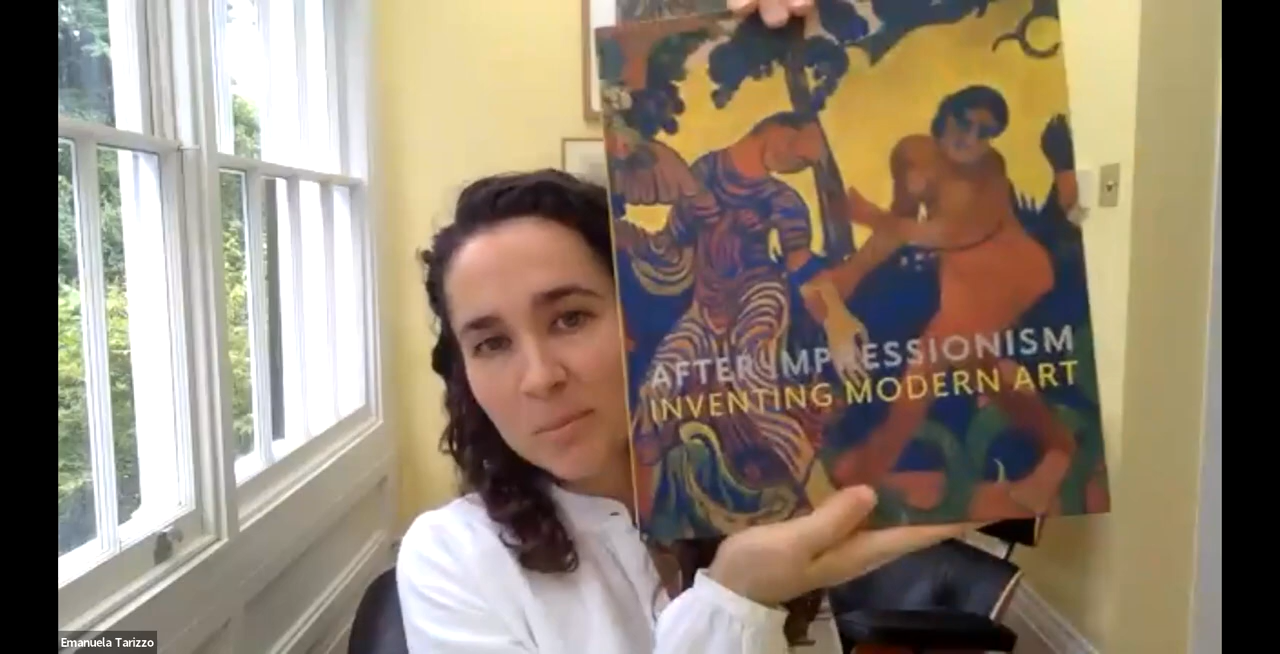 AFTER IMPRESSIONISM
INVENTING MODERN ART
Emanuela Tarizzo